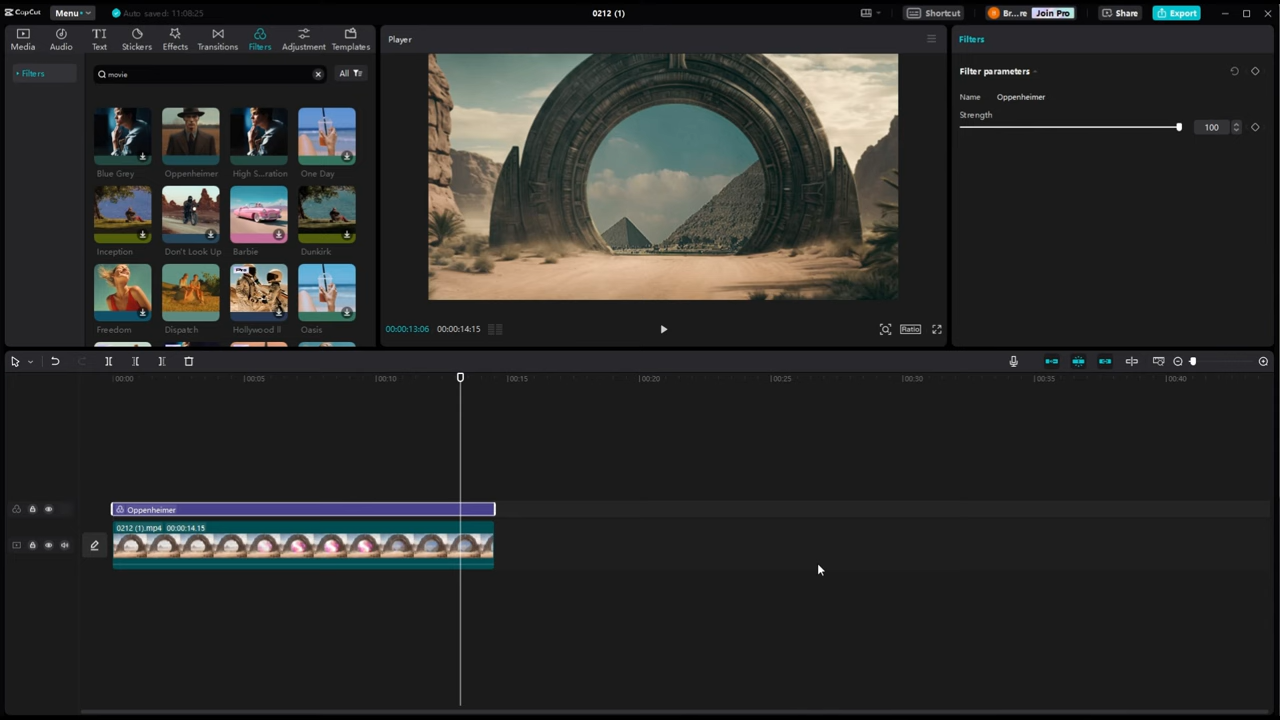 CapCut
Menu
Auto saved: 11:08:25
0212 (1)
Shortcut
Br...re
Join Pro
Share
Export
Media
Audio
Text
Stickers
Effects
Transitions
Filters
Adjustment
Templates
Player
Filters
Filters
movie
All
Filter parameters
Name Oppenheimer
Strength
100
Blue Grey
Oppenheimer
High S...ration
One Day
Inception
Don't Look Up
Barbie
Dunkirk
Freedom
Dispatch
Hollywood II
Oasis
00:00:13:06 00:00:14:15
Ratio
00:00
00:05
00:10
00:15
00:20
00:25
00:30
00:35
00:40
Oppenheimer
0212 (1).mp4 00:00:14:15